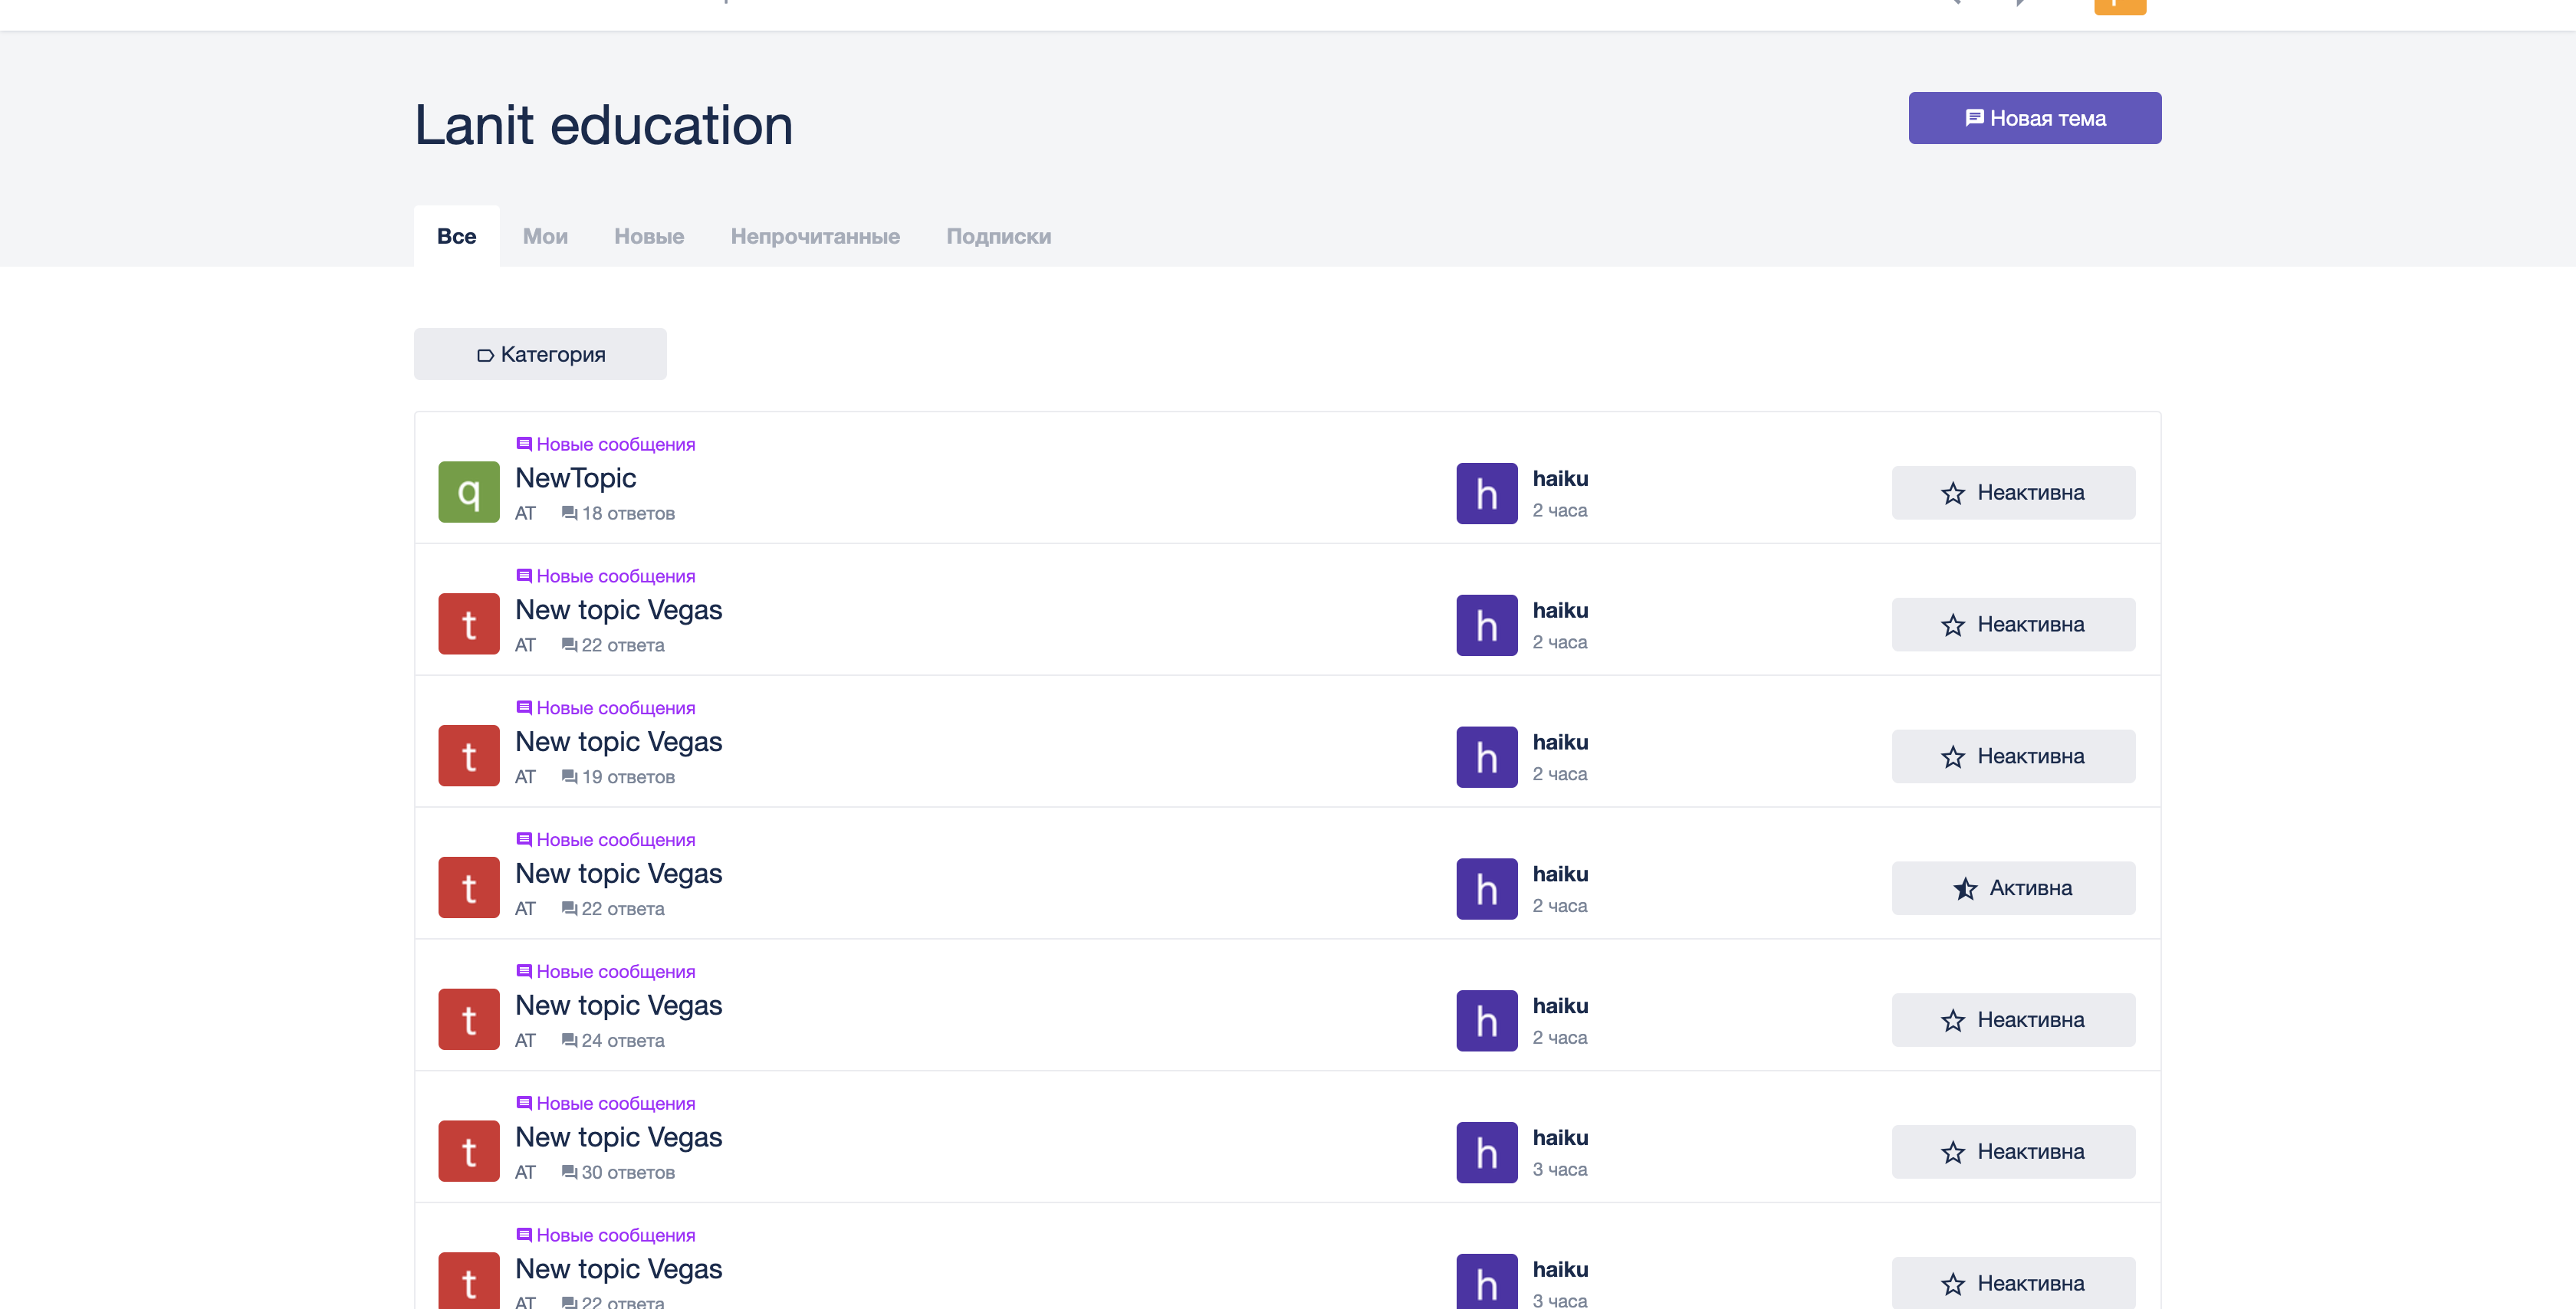 Lanit education
Новая тема
Все Мои Новые Непрочитанные Подписки
Категория
Новые сообщения
q NewTopic h haiku Неактивна
AT 18 ответов 2 часа
Новые сообщения
t New topic Vegas h haiku Неактивна
AT 22 ответа 2 часа
Новые сообщения
t New topic Vegas h haiku Неактивна
AT 19 ответов 2 часа
Новые сообщения
t New topic Vegas h haiku Активна
AT 22 ответа 2 часа
Новые сообщения
t New topic Vegas h haiku Неактивна
AT 24 ответа 2 часа
Новые сообщения
t New topic Vegas h haiku Неактивна
AT 30 ответов 3 часа
Новые сообщения
t New topic Vegas h haiku Неактивна
AT 22 ответа 3 часа